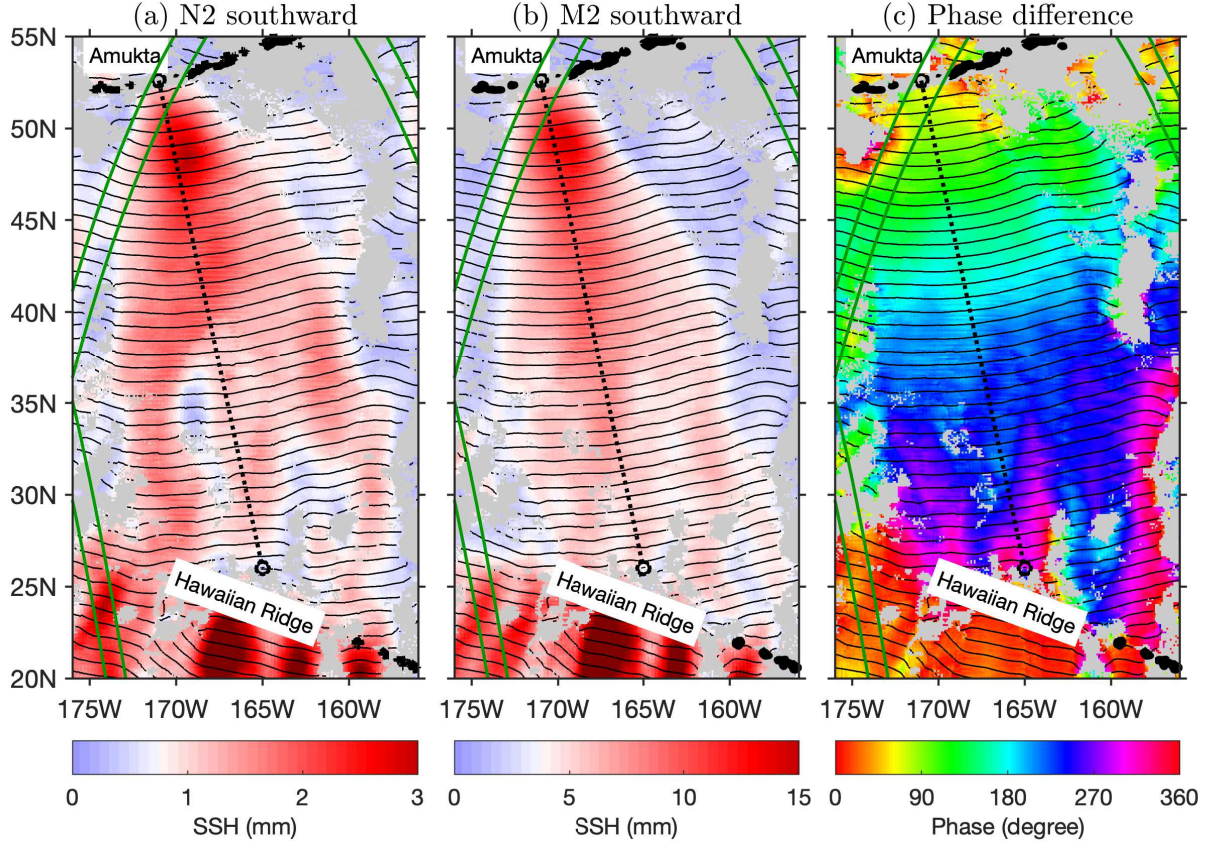 (a) N2 southward
(b) M2 southward
(c) Phase difference
55N
50N
45N
40N
35N
30N
25N
20N
Amukta
Amukta
Amukta
Hawaiian Ridge
Hawaiian Ridge
Hawaiian Ridge
175W 170W 165W 160W
175W 170W 165W 160W
175W 170W 165W 160W
0 1 2 3
SSH (mm)
0 5 10 15
SSH (mm)
0 90 180 270 360
Phase (degree)